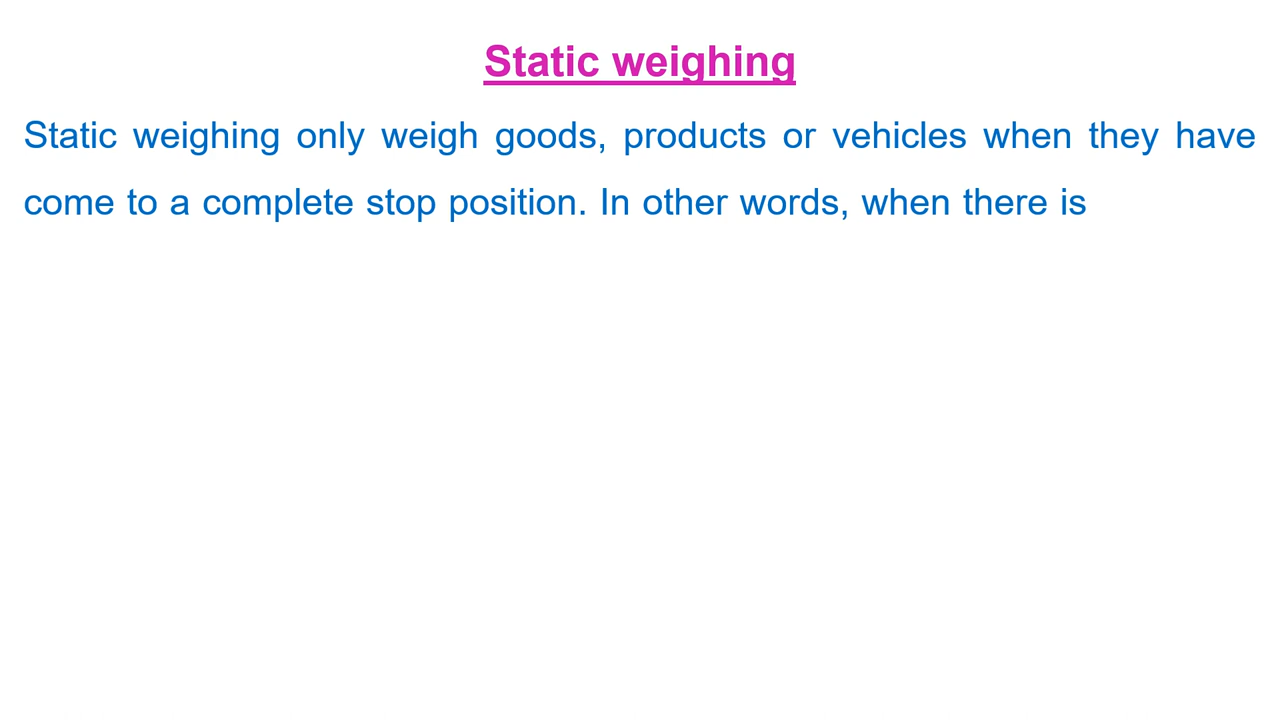 Static weighing
Static weighing only weigh goods, products or vehicles when they have
come to a complete stop position. In other words, when there is